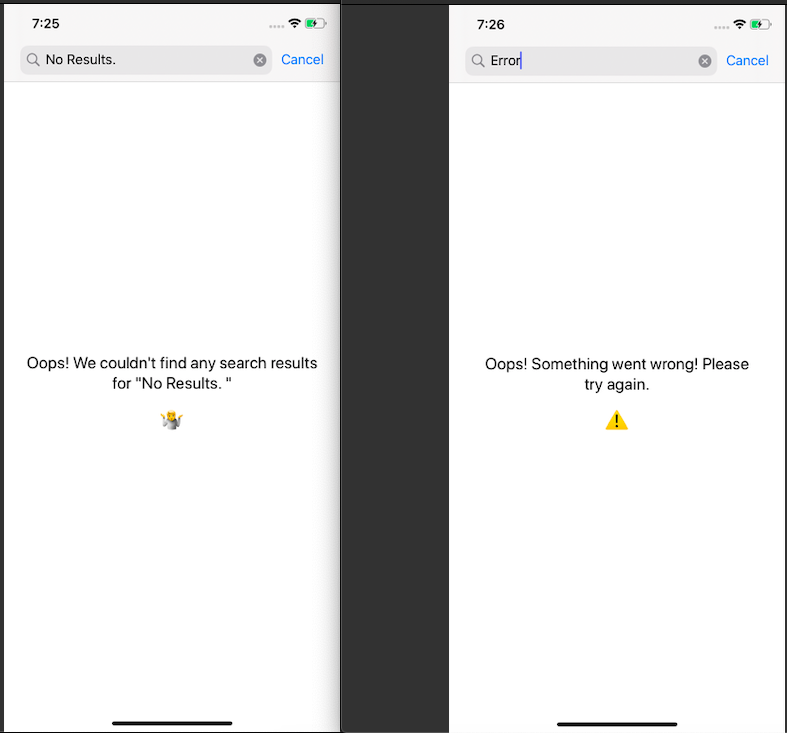 7:25
No Results.
Cancel
Oops! We couldn't find any search results
for "No Results. "
7:26
Error
Cancel
Oops! Something went wrong! Please
try again.